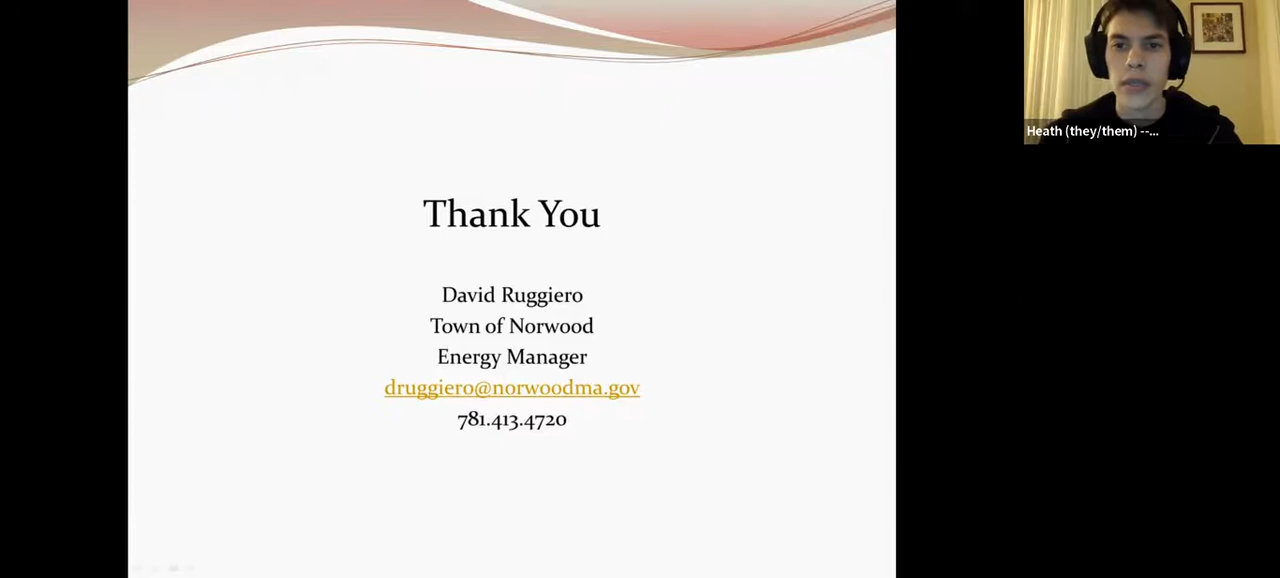 Thank You
David Ruggiero
Town of Norwood
Energy Manager
druggiero@norwoodma.gov
781.413.4720
Heath (they/them) --...